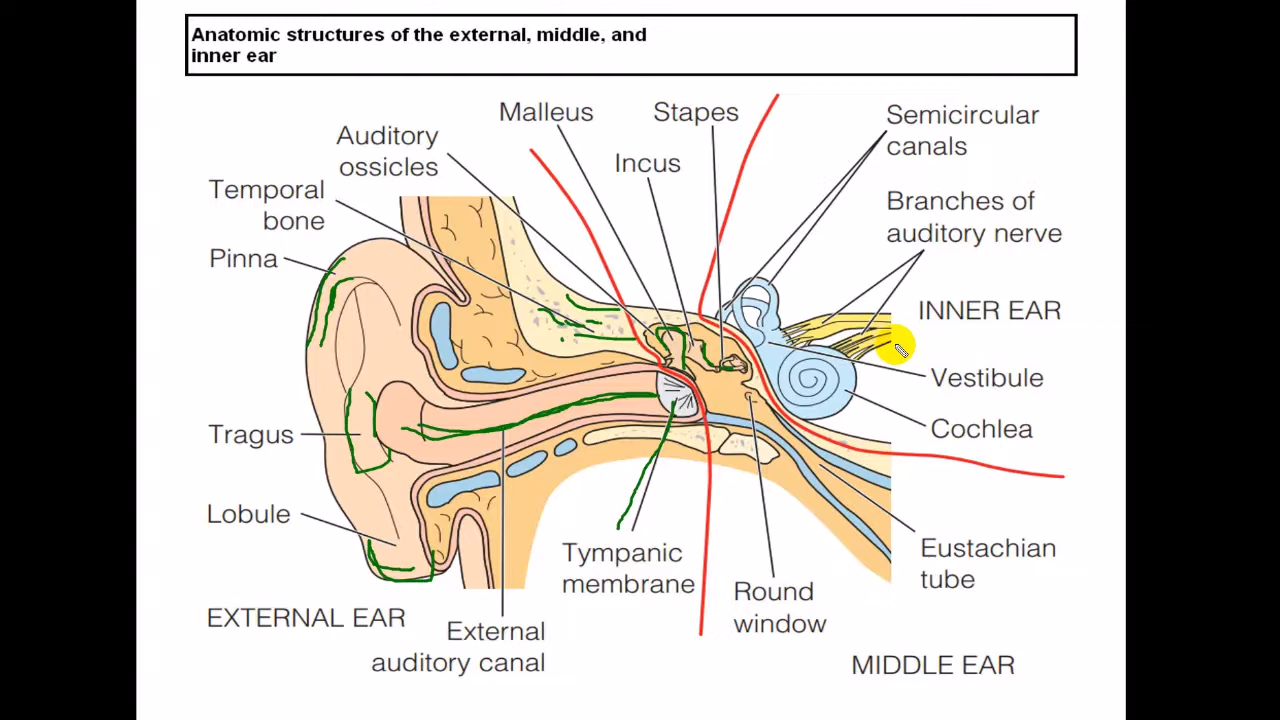 Anatomic structures of the external, middle, and
inner ear
Malleus
Stapes
Semicircular
canals
Auditory
ossicles
Incus
Temporal
bone
Branches of
auditory nerve
Pinna
INNER EAR
Vestibule
Tragus
Cochlea
Lobule
Tympanic
membrane
Eustachian
tube
Round
window
EXTERNAL EAR
External
auditory canal
MIDDLE EAR